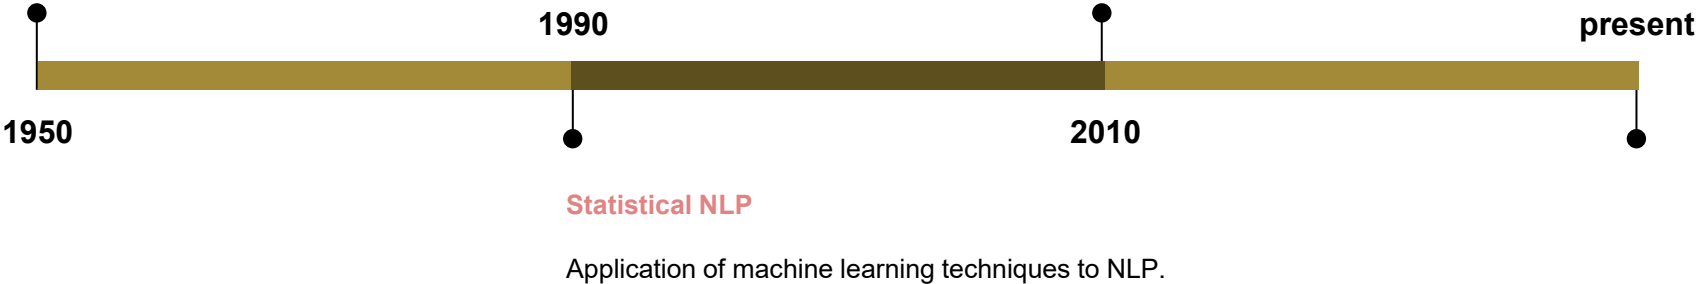 1990
present
1950
2010
Statistical NLP
Application of machine learning techniques to NLP.